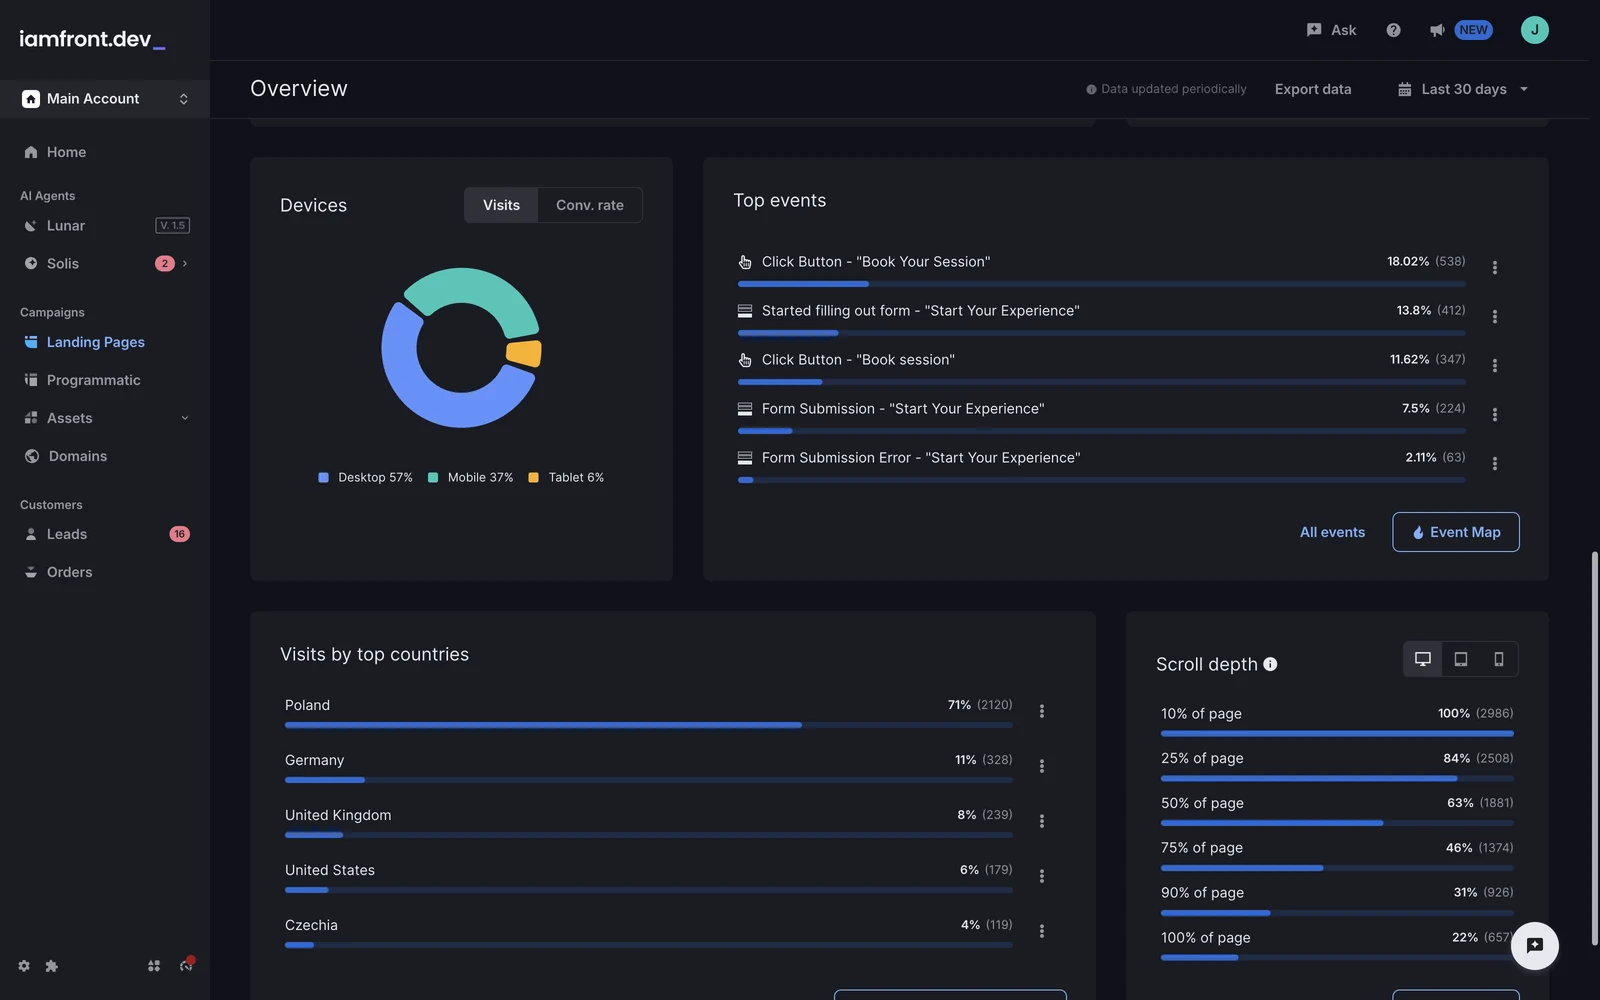 iamfront.dev_
Ask
NEW
J
Main Account
Overview
Data updated periodically
Export data
Last 30 days
Home
AI Agents
Lunar
V. 1.5
Solis
2
Campaigns
Landing Pages
Programmatic
Assets
Domains
Customers
Leads
16
Orders
Devices
Visits
Conv. rate
Desktop 57%
Mobile 37%
Tablet 6%
Top events
Click Button - "Book Your Session"
18.02% (538)
Started filling out form - "Start Your Experience"
13.8% (412)
Click Button - "Book session"
11.62% (347)
Form Submission - "Start Your Experience"
7.5% (224)
Form Submission Error - "Start Your Experience"
2.11% (63)
All events
Event Map
Visits by top countries
Poland
71% (2120)
Germany
11% (328)
United Kingdom
8% (239)
United States
6% (179)
Czechia
4% (119)
Scroll depth
10% of page
100% (2986)
25% of page
84% (2508)
50% of page
63% (1881)
75% of page
46% (1374)
90% of page
31% (926)
100% of page
22% (657)